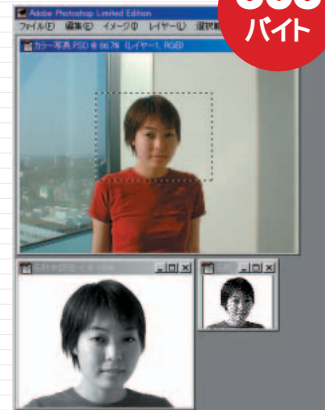 バイト
Adobe Photoshop Limited Edition
ファイル(F) 編集(E) イメージ(I) レイヤー(L) 選択範
カラー写真.PSD @ 66.7% (レイヤー1, RGB)